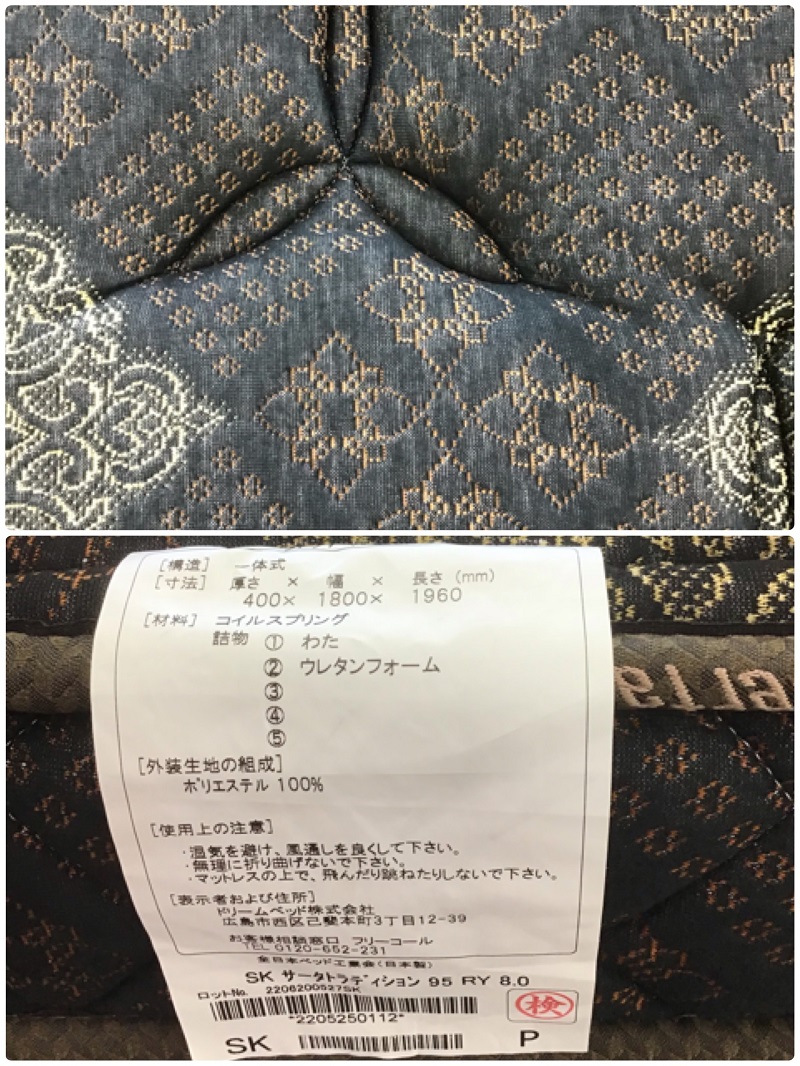 [構造] 一体式
[寸法] 厚さ × 幅 × 長さ (mm)
400× 1800× 1960
[材料] コイルスプリング
詰物 ① わた
② ウレタンフォーム
③
④
⑤
[外装生地の組成]
ポリエステル 100%
[使用上の注意]
・湿気を避け、風通しを良くして下さい。
・無理に折り曲げないで下さい。
・マットレスの上で、飛んだり跳ねたりしないで下さい。
[表示者および住所]
ドリームベッド株式会社
広島市西区己斐本町3丁目12-39
お客様相談窓口 フリーコール
TEL 0120-652-231
全日本ベッド工業会(日本製)
SK サータトラディション 95 RY 8.0
ロットNo. 2206200527SK
*2205250112*
検
SK P
erta